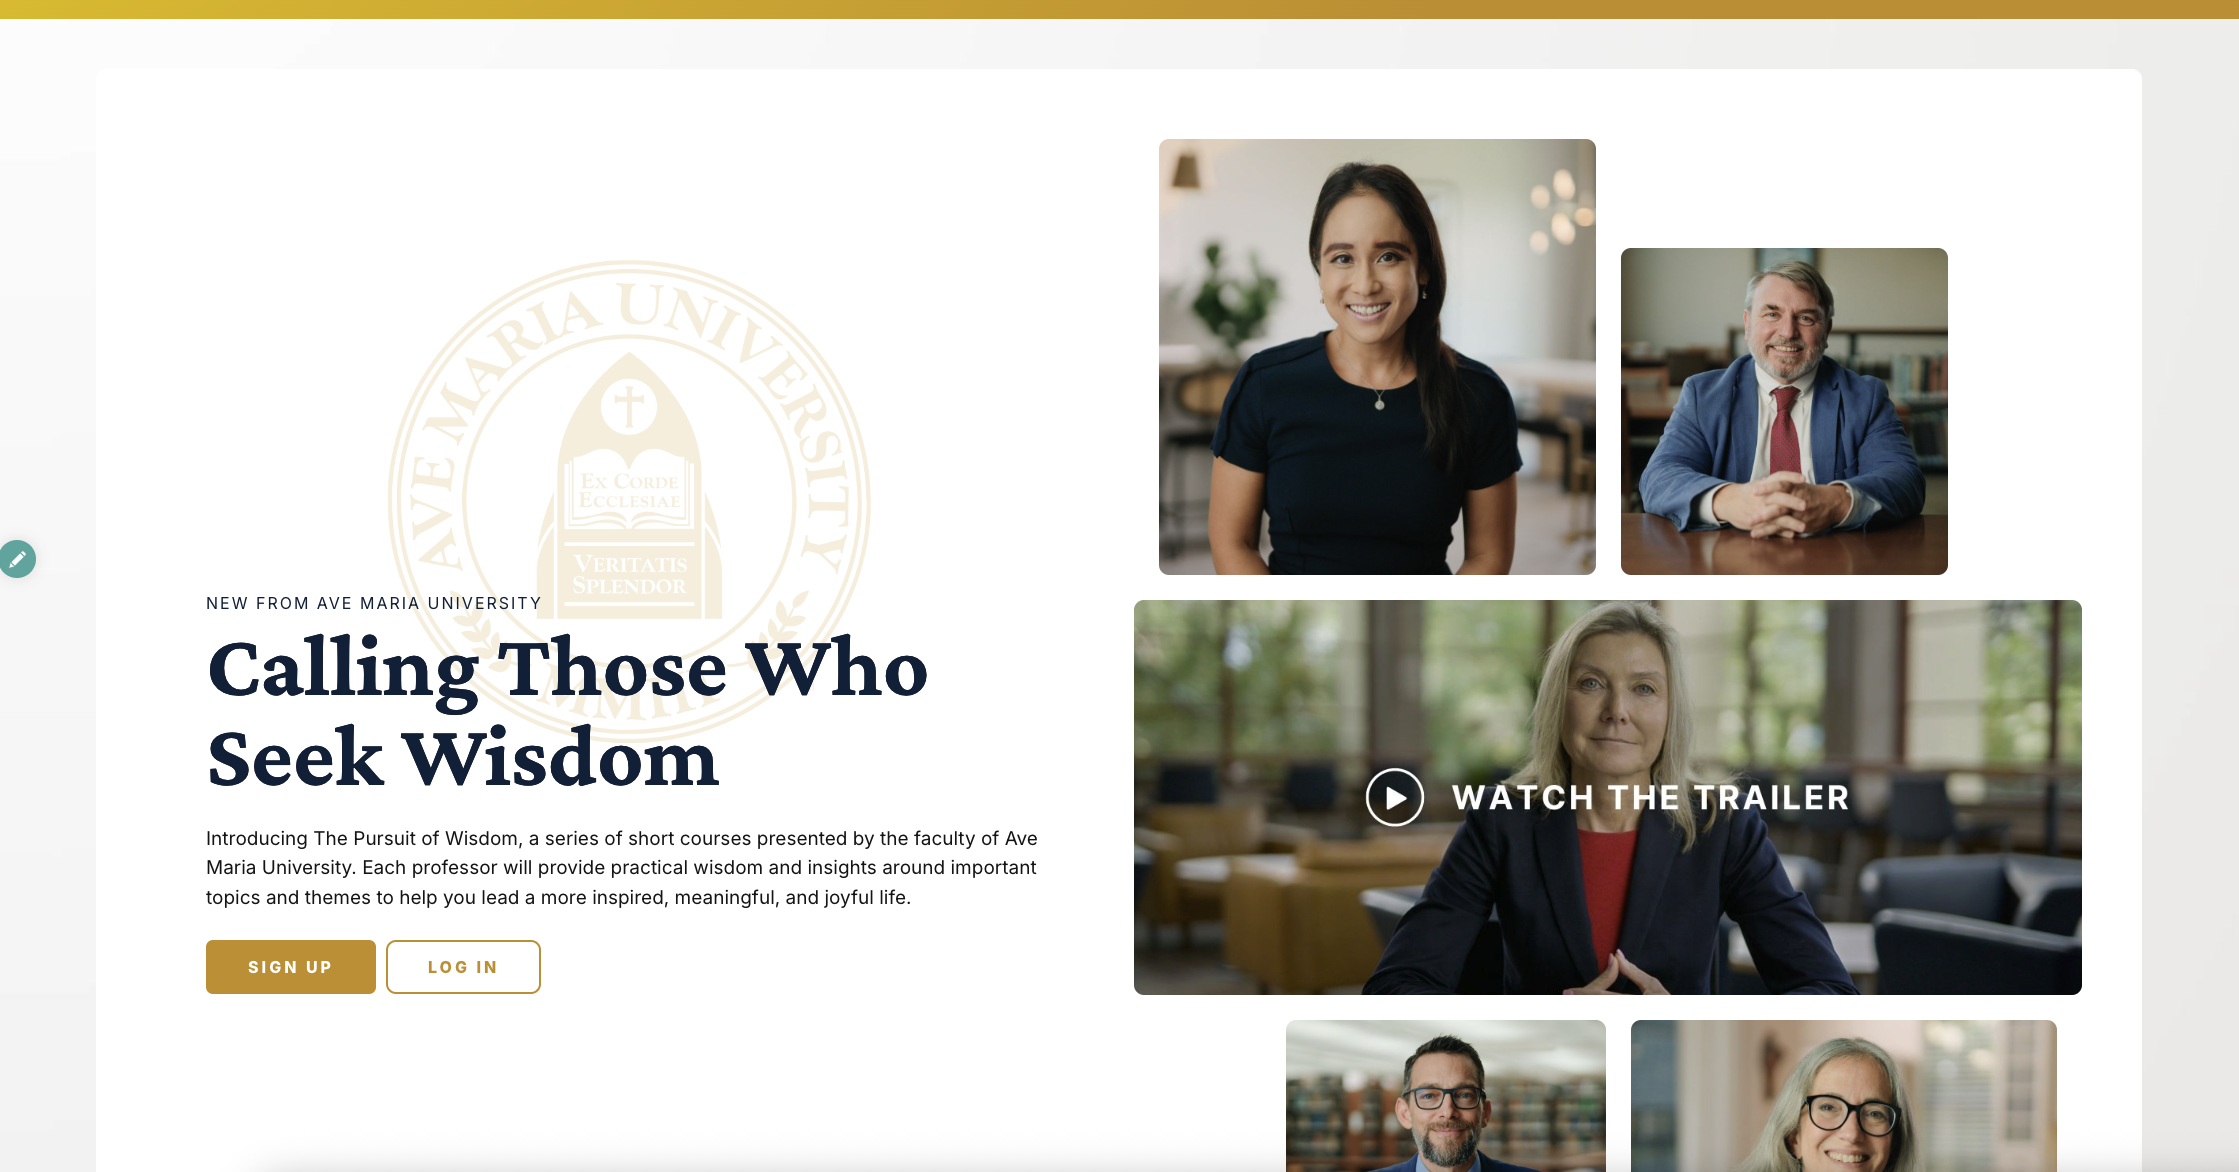 AVE MARIA UNIVERSITY
EX CORDE
ECCLESIAE
VERITATIS
SPLENDOR
MMIII
NEW FROM AVE MARIA UNIVERSITY
Calling Those Who
Seek Wisdom
Introducing The Pursuit of Wisdom, a series of short courses presented by the faculty of Ave
Maria University. Each professor will provide practical wisdom and insights around important
topics and themes to help you lead a more inspired, meaningful, and joyful life.
SIGN UP
LOG IN
WATCH THE TRAILER